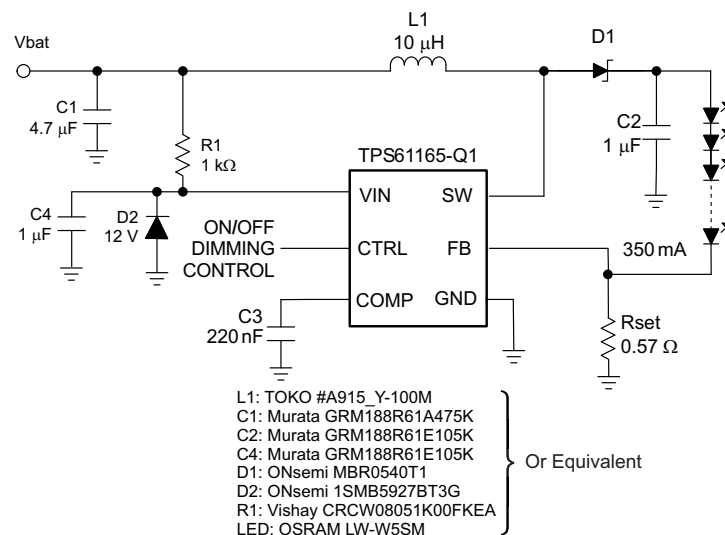 L1
10 μH
D1
Vbat
C1
4.7 μF
R1
1 kΩ
C2
1 μF
TPS61165-Q1
VIN
SW
C4
1 μF
D2
12 V
ON/OFF
DIMMING
CONTROL
CTRL
FB
350 mA
COMP
GND
C3
220 nF
Rset
0.57 Ω
L1: TOKO #A915_Y-100M
C1: Murata GRM188R61A475K
C2: Murata GRM188R61E105K
C4: Murata GRM188R61E105K
D1: ONsemi MBR0540T1
D2: ONsemi 1SMB5927BT3G
R1: Vishay CRCW08051K00FKEA
LED: OSRAM LW-W5SM
Or Equivalent